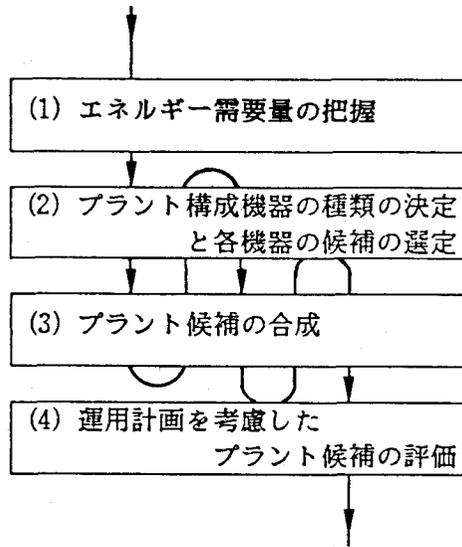 (1) エネルギー需要量の把握
(2) プラント構成機器の種類の決定
と各機器の候補の選定
(3) プラント候補の合成
(4) 運用計画を考慮した
プラント候補の評価